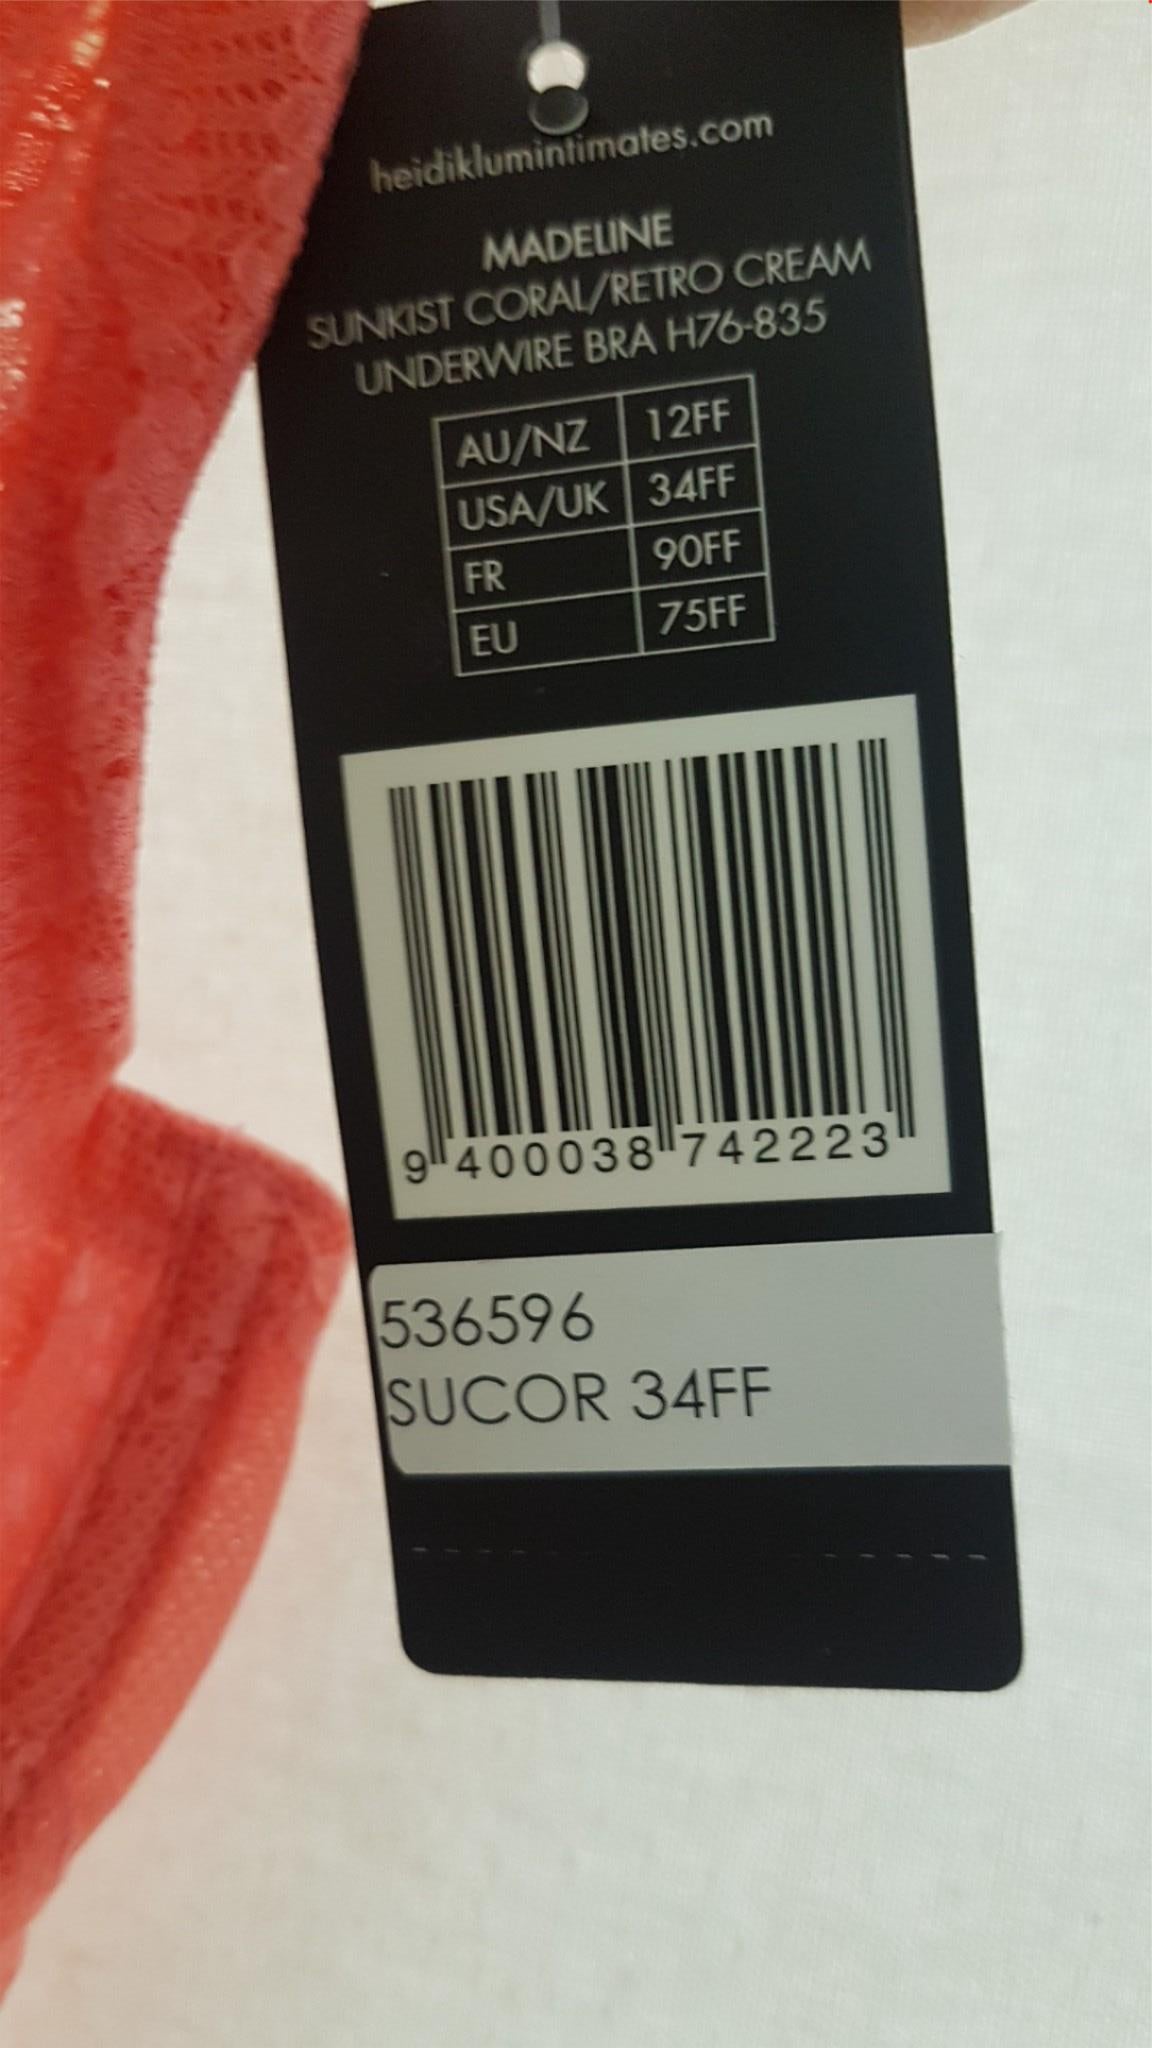 heidiklumintimates.com
MADELINE
SUNKIST CORAL/RETRO CREAM
UNDERWIRE BRA H76-835
AU/NZ 12FF
USA/UK 34FF
FR 90FF
EU 75FF
9 400038 742223
536596
SUCOR 34FF